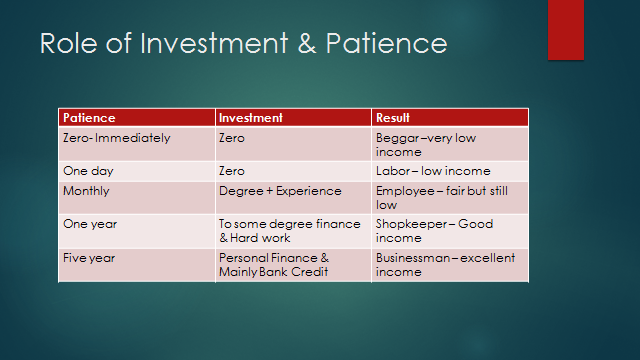 Role of Investment & Patience
Patience Investment Result
Zero- Immediately Zero Beggar –very low
income
One day Zero Labor – low income
Monthly Degree + Experience Employee – fair but still
low
One year To some degree finance Shopkeeper – Good
& Hard work income
Five year Personal Finance & Businessman – excellent
Mainly Bank Credit income